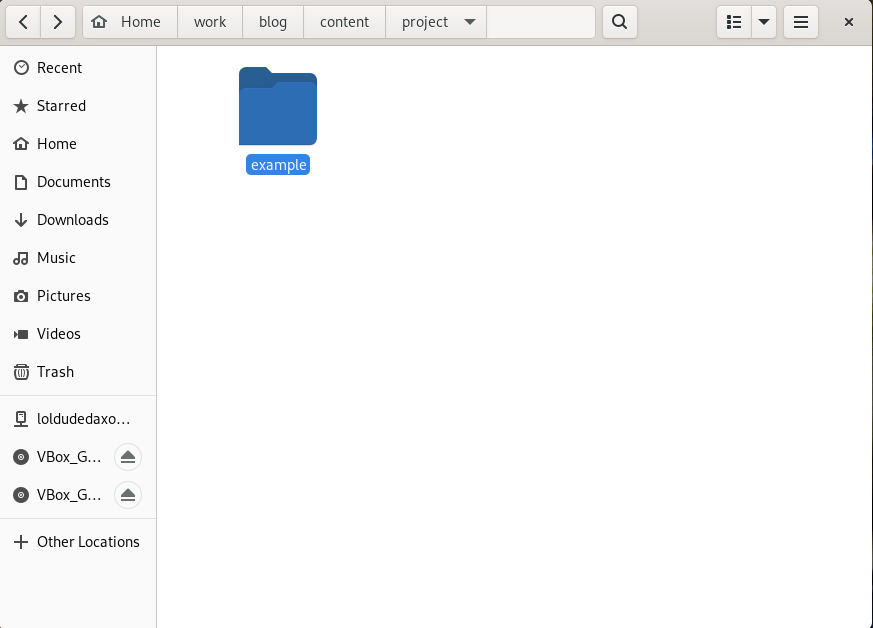 Home work blog content project
Recent
Starred
Home
Documents
Downloads
Music
Pictures
Videos
Trash
loldudedaxo...
VBox_G...
VBox_G...
Other Locations
example